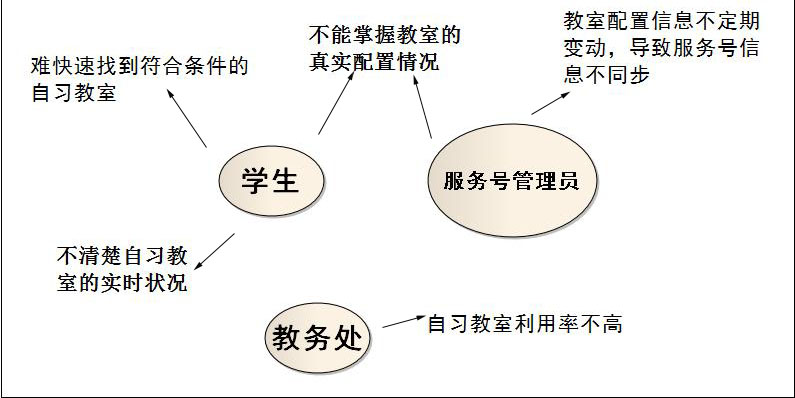 教室配置信息不定期
变动，导致服务号信
息不同步
不能掌握教室的
真实配置情况
难快速找到符合条件的
自习教室
学生
服务号管理员
不清楚自习教
室的实时状况
教务处
自习教室利用率不高